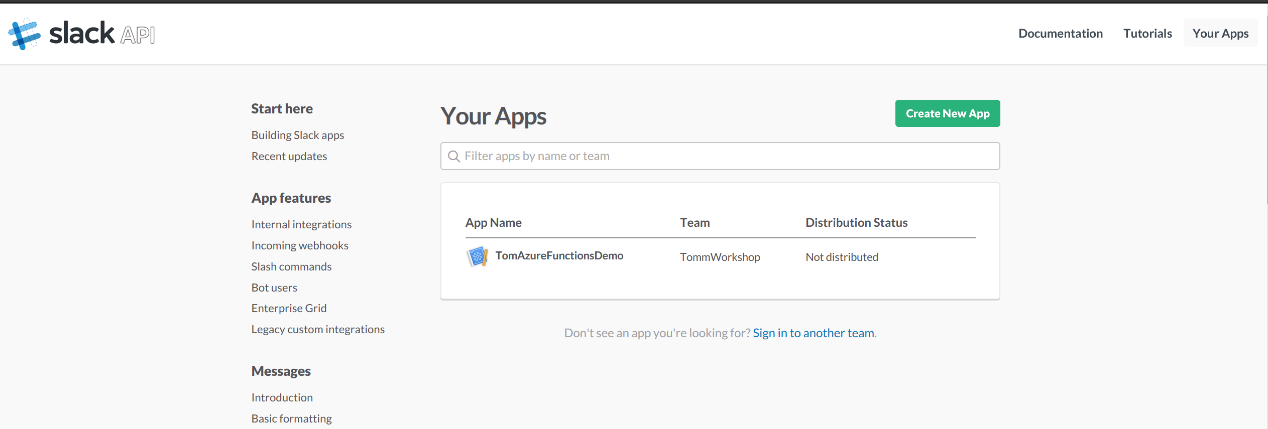 slack API
Documentation Tutorials Your Apps
Start here
Building Slack apps
Recent updates
App features
Internal integrations
Incoming webhooks
Slash commands
Bot users
Enterprise Grid
Legacy custom integrations
Messages
Introduction
Basic formatting
Your Apps
Create New App
Filter apps by name or team
App Name Team Distribution Status
TomAzureFunctionsDemo TommWorkshop Not distributed
Don't see an app you're looking for? Sign in to another team.